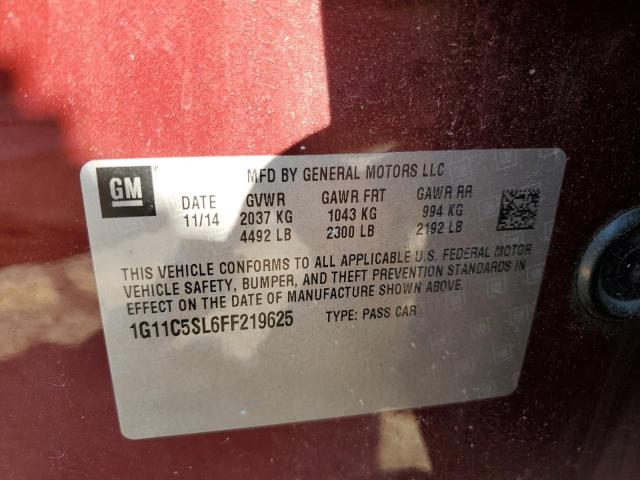 MFD BY GENERAL MOTORS LLC
GM
DATE GVWR GAWR FRT GAWR RR
11/14 2037 KG 1043 KG 994 KG
4492 LB 2300 LB 2192 LB
THIS VEHICLE CONFORMS TO ALL APPLICABLE U.S. FEDERAL MOTOR
VEHICLE SAFETY, BUMPER, AND THEFT PREVENTION STANDARDS IN
EFFECT ON THE DATE OF MANUFACTURE SHOWN ABOVE.
1G11C5SL6FF219625 TYPE: PASS CAR